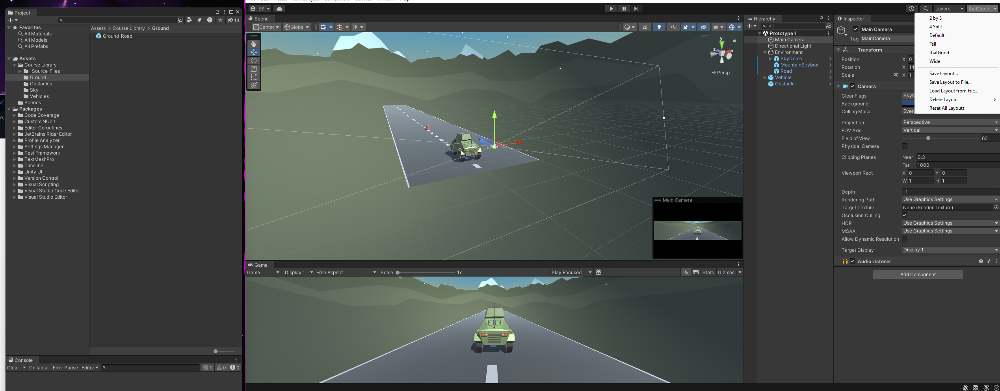 File Edit Assets GameObject Component Services Window Help
Project
14
Favorites
All Materials
All Models
All Prefabs
Assets
Course Library
_Source_Files
Ground
Obstacles
Sky
Vehicles
Scenes
Packages
Code Coverage
Custom NUnit
Editor Coroutines
JetBrains Rider Editor
Profile Analyzer
Settings Manager
Test Framework
TextMeshPro
Timeline
Unity UI
Version Control
Visual Scripting
Visual Studio Code Editor
Visual Studio Editor
Assets > Course Library > Ground
Ground_Road
Console
Clear Collapse Error Pause Editor 0 0 0
ES
Layers thatGood
Scene
Center Global 2D
y
z x
Persp
Main Camera
Game
Game Display 1 Free Aspect Scale 1x Play Focused Stats Gizmos
Hierarchy
All
Prototype 1
Main Camera
Directional Light
Environment
SkyDome
MountainSkybox
Road
Vehicle
Obstacle
Inspector
Main Camera
Tag MainCamera
Transform
Position X 0
Rotation X 14
Scale X 1
Camera
Clear Flags Skyb
Background
Culling Mask Every
Projection Perspective
FOV Axis Vertical
Field of View 60
Physical Camera
Clipping Planes Near 0.3
Far 1000
Viewport Rect X 0 Y 0
W 1 H 1
Depth -1
Rendering Path Use Graphics Settings
Target Texture None (Render Texture)
Occlusion Culling
HDR Use Graphics Settings
MSAA Use Graphics Settings
Allow Dynamic Resolution
Target Display Display 1
Audio Listener
Add Component
2 by 3
4 Split
Default
Tall
thatGood
Wide
Save Layout...
Save Layout to File...
Load Layout from File...
Delete Layout
Reset All Layouts